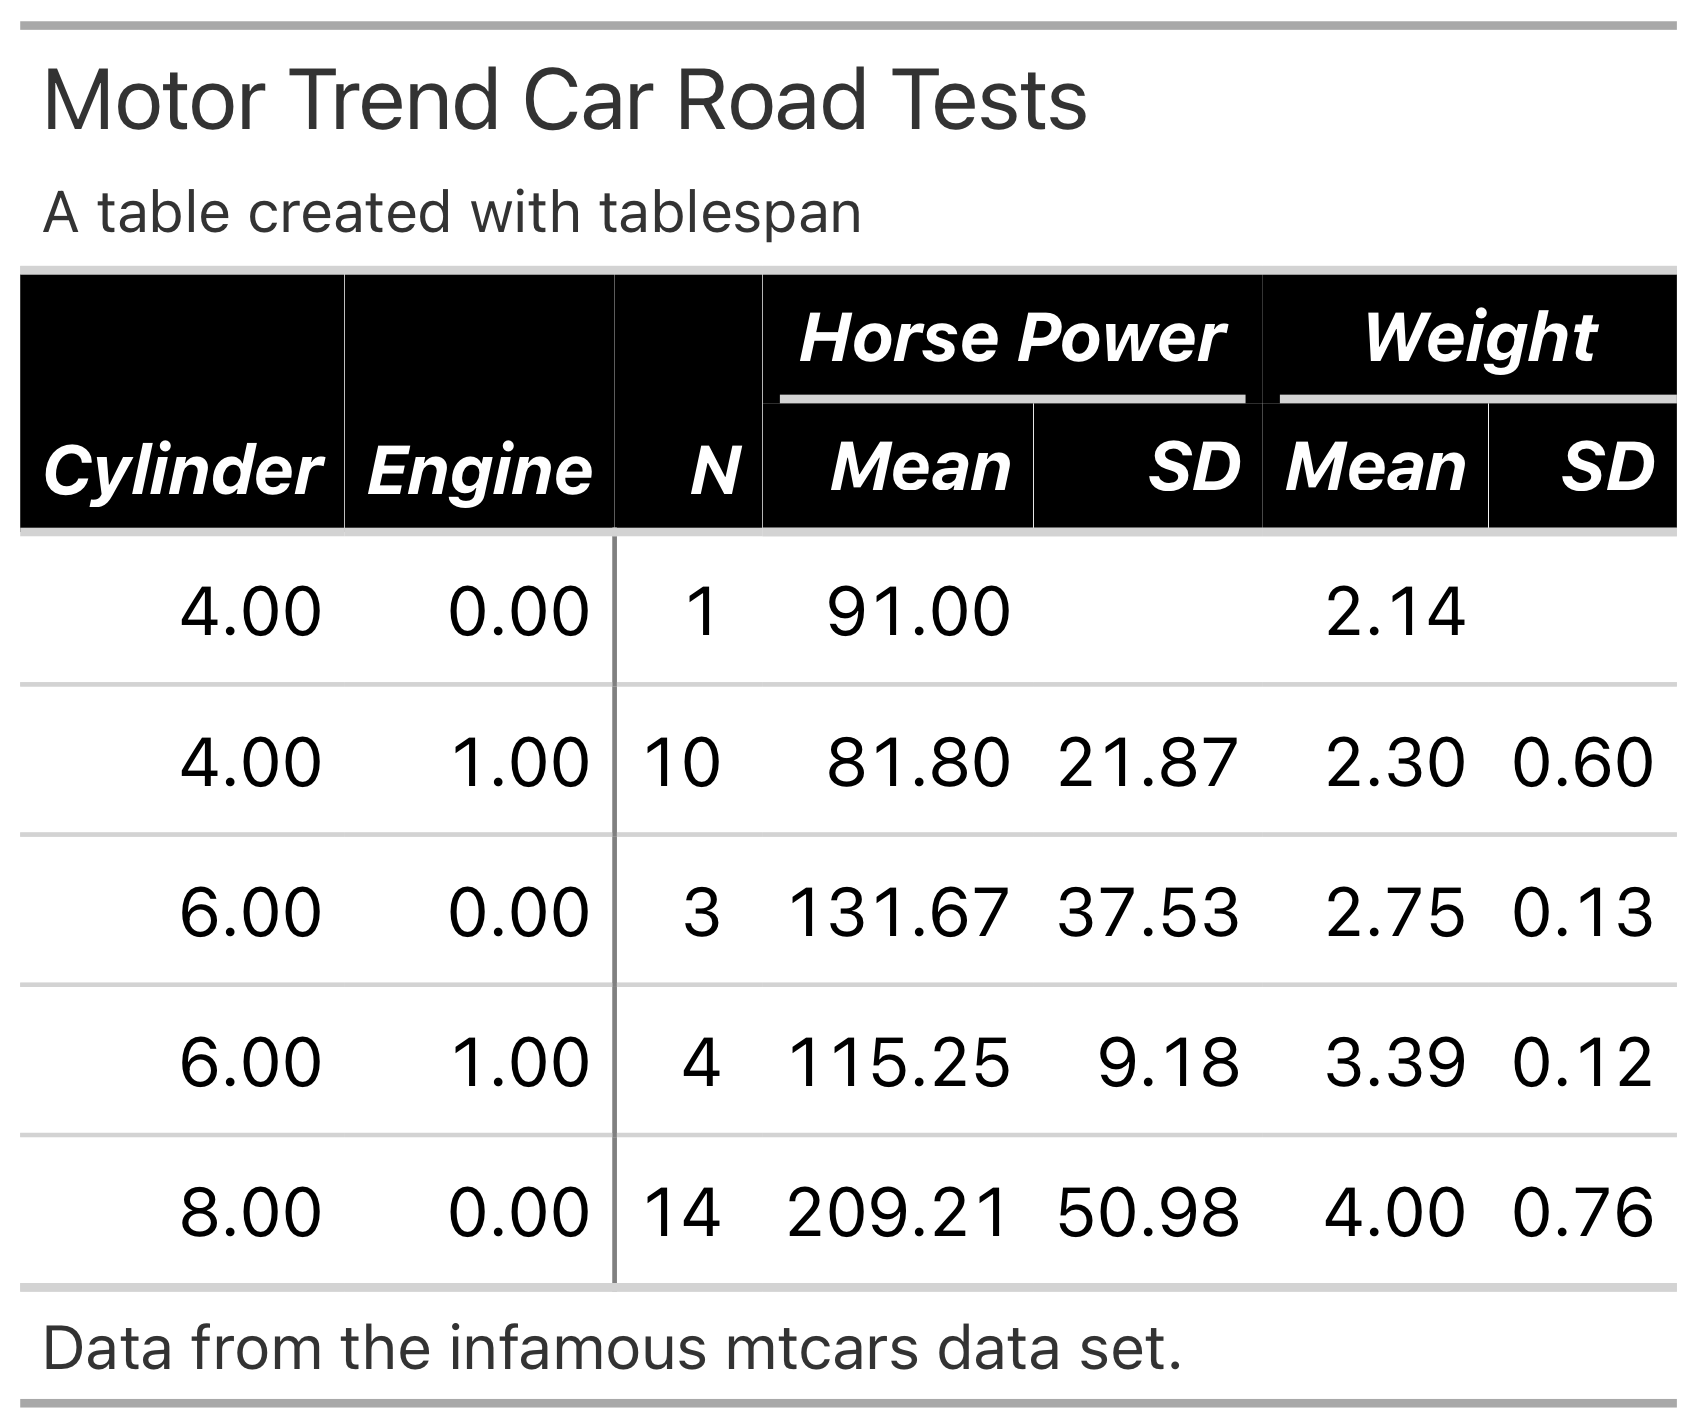 Motor Trend Car Road Tests
A table created with tablespan
Horse Power Weight
Cylinder Engine N Mean SD Mean SD
4.00 0.00 1 91.00 2.14
4.00 1.00 10 81.80 21.87 2.30 0.60
6.00 0.00 3 131.67 37.53 2.75 0.13
6.00 1.00 4 115.25 9.18 3.39 0.12
8.00 0.00 14 209.21 50.98 4.00 0.76
Data from the infamous mtcars data set.